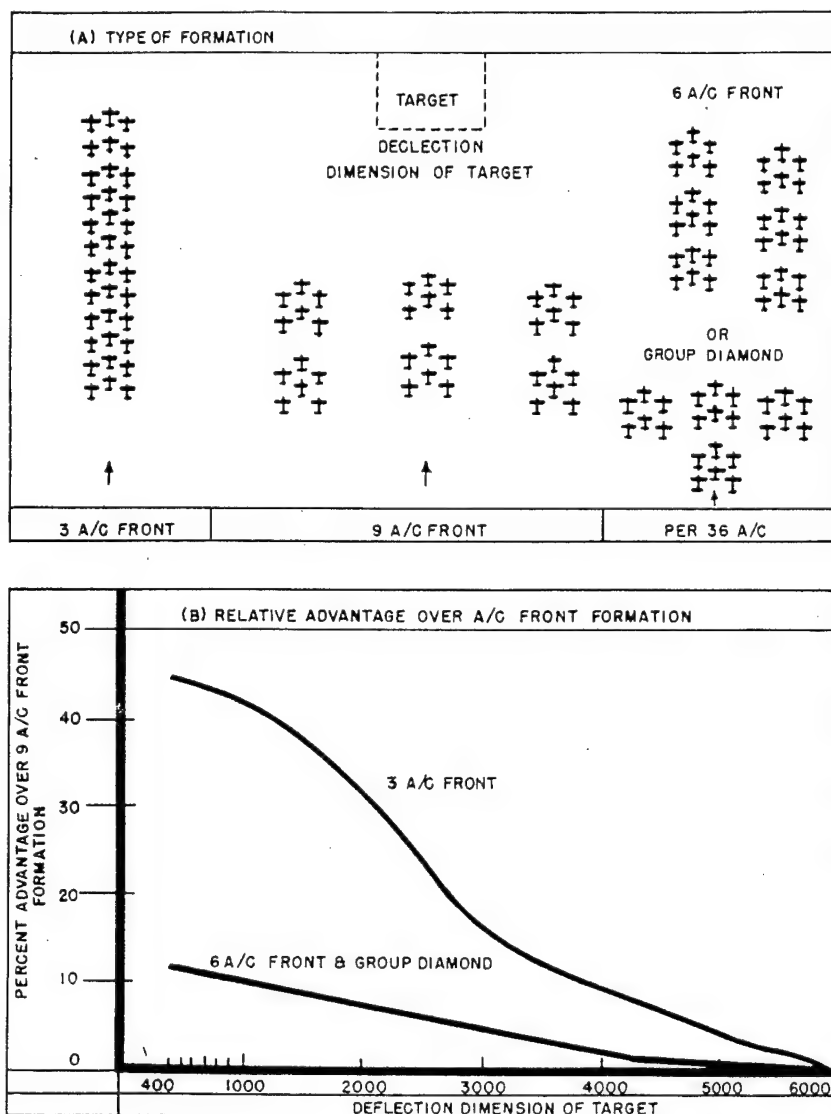 (A) TYPE OF FORMATION
TARGET
DECLECTION
DIMENSION OF TARGET
6 A/C FRONT
OR
GROUP DIAMOND
3 A/C FRONT
9 A/C FRONT
PER 36 A/C
(B) RELATIVE ADVANTAGE OVER A/C FRONT FORMATION
PERCENT ADVANTAGE OVER 9 A/C FRONT
FORMATION
50
40
30
20
10
0
3 A/C FRONT
6 A/C FRONT & GROUP DIAMOND
400
1000
2000
3000
4000
5000
6000
DEFLECTION DIMENSION OF TARGET